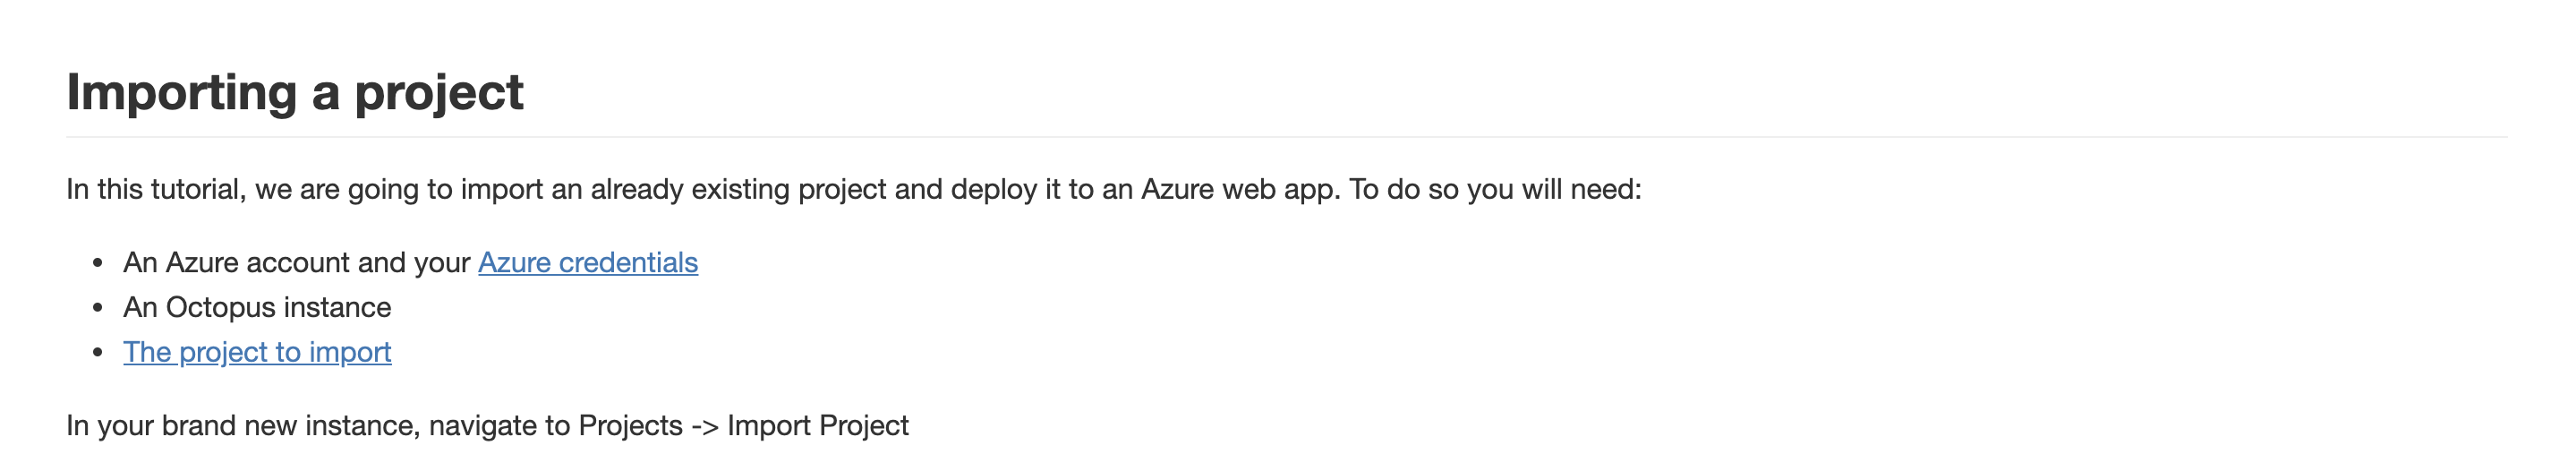 Importing a project
In this tutorial, we are going to import an already existing project and deploy it to an Azure web app. To do so you will need:
• An Azure account and your Azure credentials
• An Octopus instance
• The project to import
In your brand new instance, navigate to Projects -> Import Project